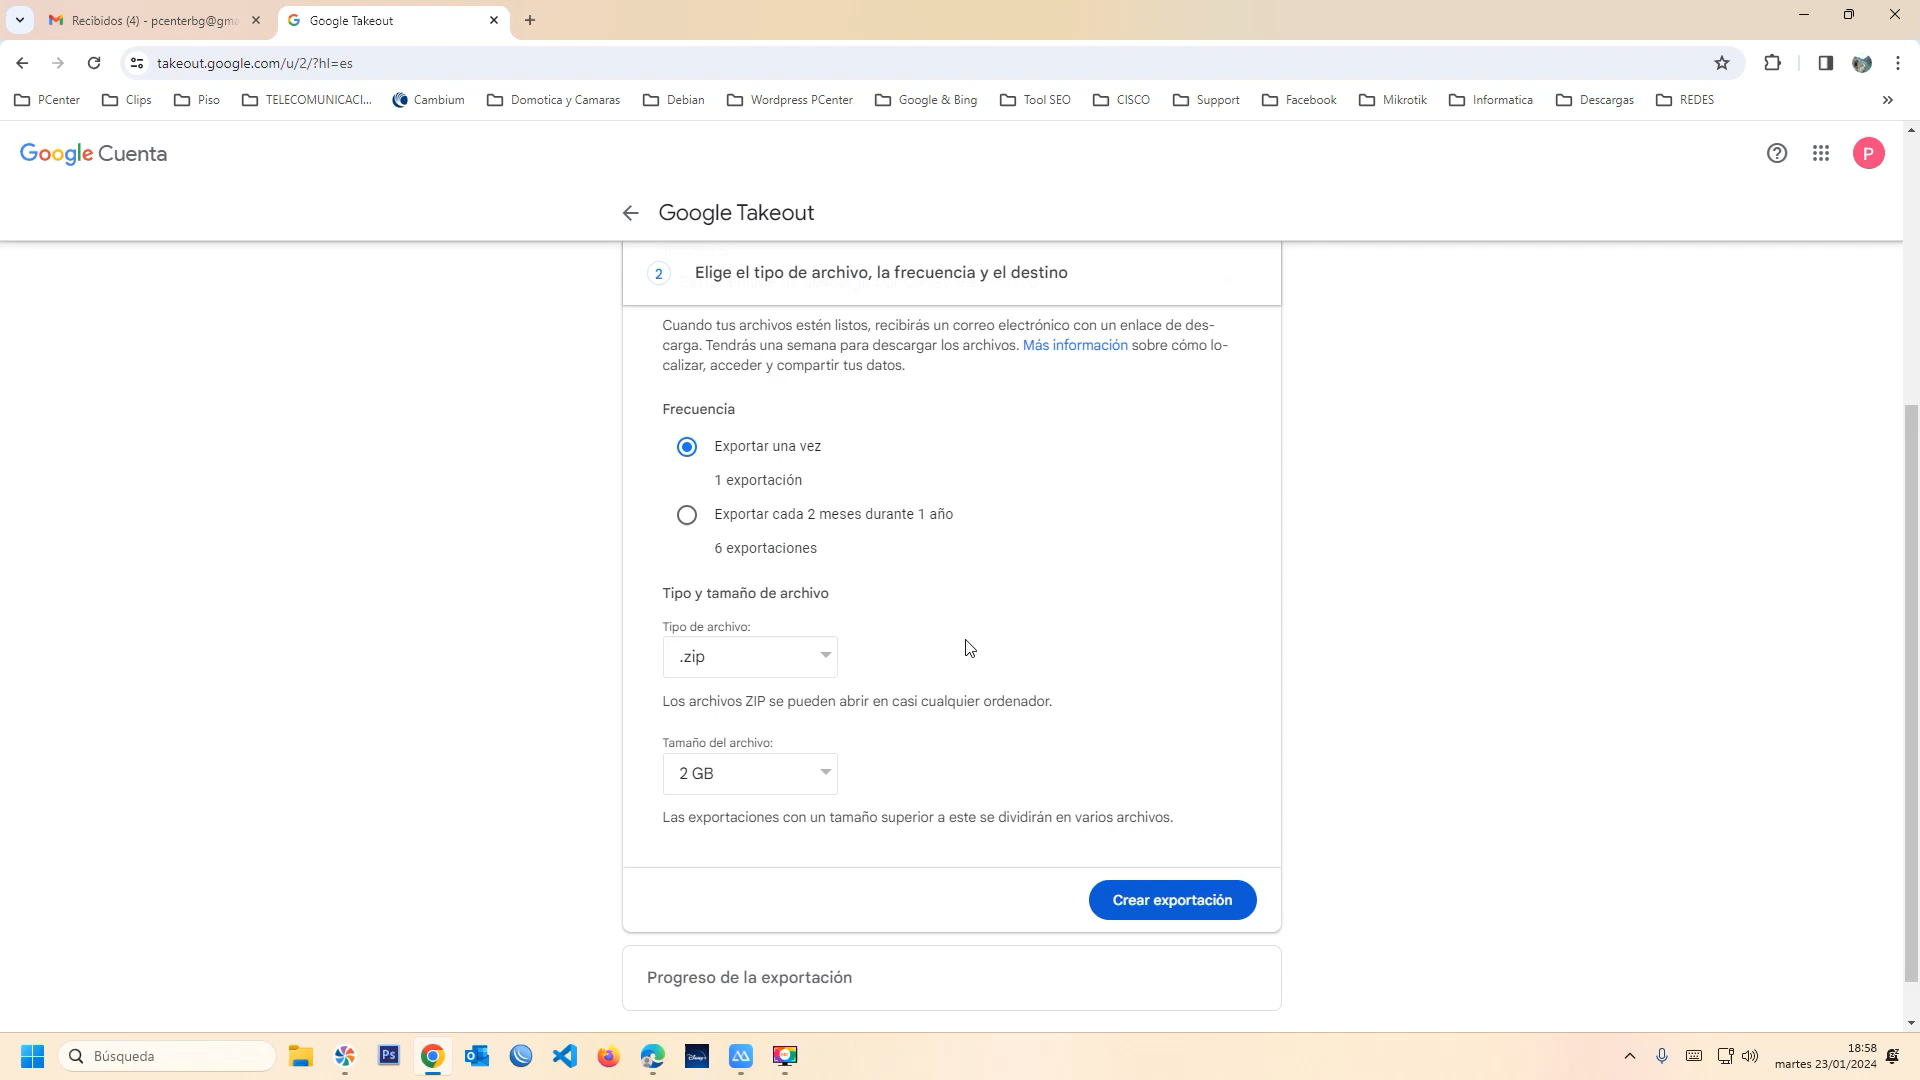 Recibidos (4) - pcenterbg@gma
Google Takeout
takeout.google.com/u/2/?hl=es
PCenter
Clips
Piso
TELECOMUNICACI...
Cambium
Domotica y Camaras
Debian
Wordpress PCenter
Google & Bing
Tool SEO
CISCO
Support
Facebook
Mikrotik
Informatica
Descargas
REDES
Google Cuenta
P
Google Takeout
2 Elige el tipo de archivo, la frecuencia y el destino
Cuando tus archivos estén listos, recibirás un correo electrónico con un enlace de des-
carga. Tendrás una semana para descargar los archivos. Más información sobre cómo lo-
calizar, acceder y compartir tus datos.
Frecuencia
Exportar una vez
1 exportación
Exportar cada 2 meses durante 1 año
6 exportaciones
Tipo y tamaño de archivo
Tipo de archivo:
.zip
Los archivos ZIP se pueden abrir en casi cualquier ordenador.
Tamaño del archivo:
2 GB
Las exportaciones con un tamaño superior a este se dividirán en varios archivos.
Crear exportación
Progreso de la exportación
Búsqueda
Ps
18:58
martes 23/01/2024